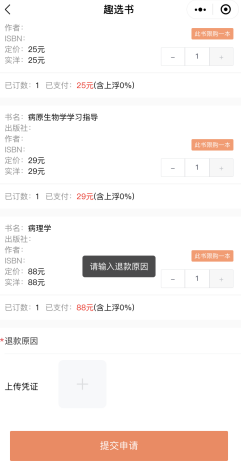 趣选书
作者：
ISBN：
此书限购一本
定价：25元
实洋：25元
− 1 +
已订数：1 已支付：25元(含上浮0%)
书名：病原生物学学习指导
出版社：
作者：
此书限购一本
ISBN：
定价：29元
实洋：29元
− 1 +
已订数：1 已支付：29元(含上浮0%)
书名：病理学
出版社：
作者：
此书限购一本
ISBN：
定价：88元
实洋：88元
− 1 +
请输入退款原因
已订数：1 已支付：88元(含上浮0%)
*退款原因
上传凭证
+
提交申请